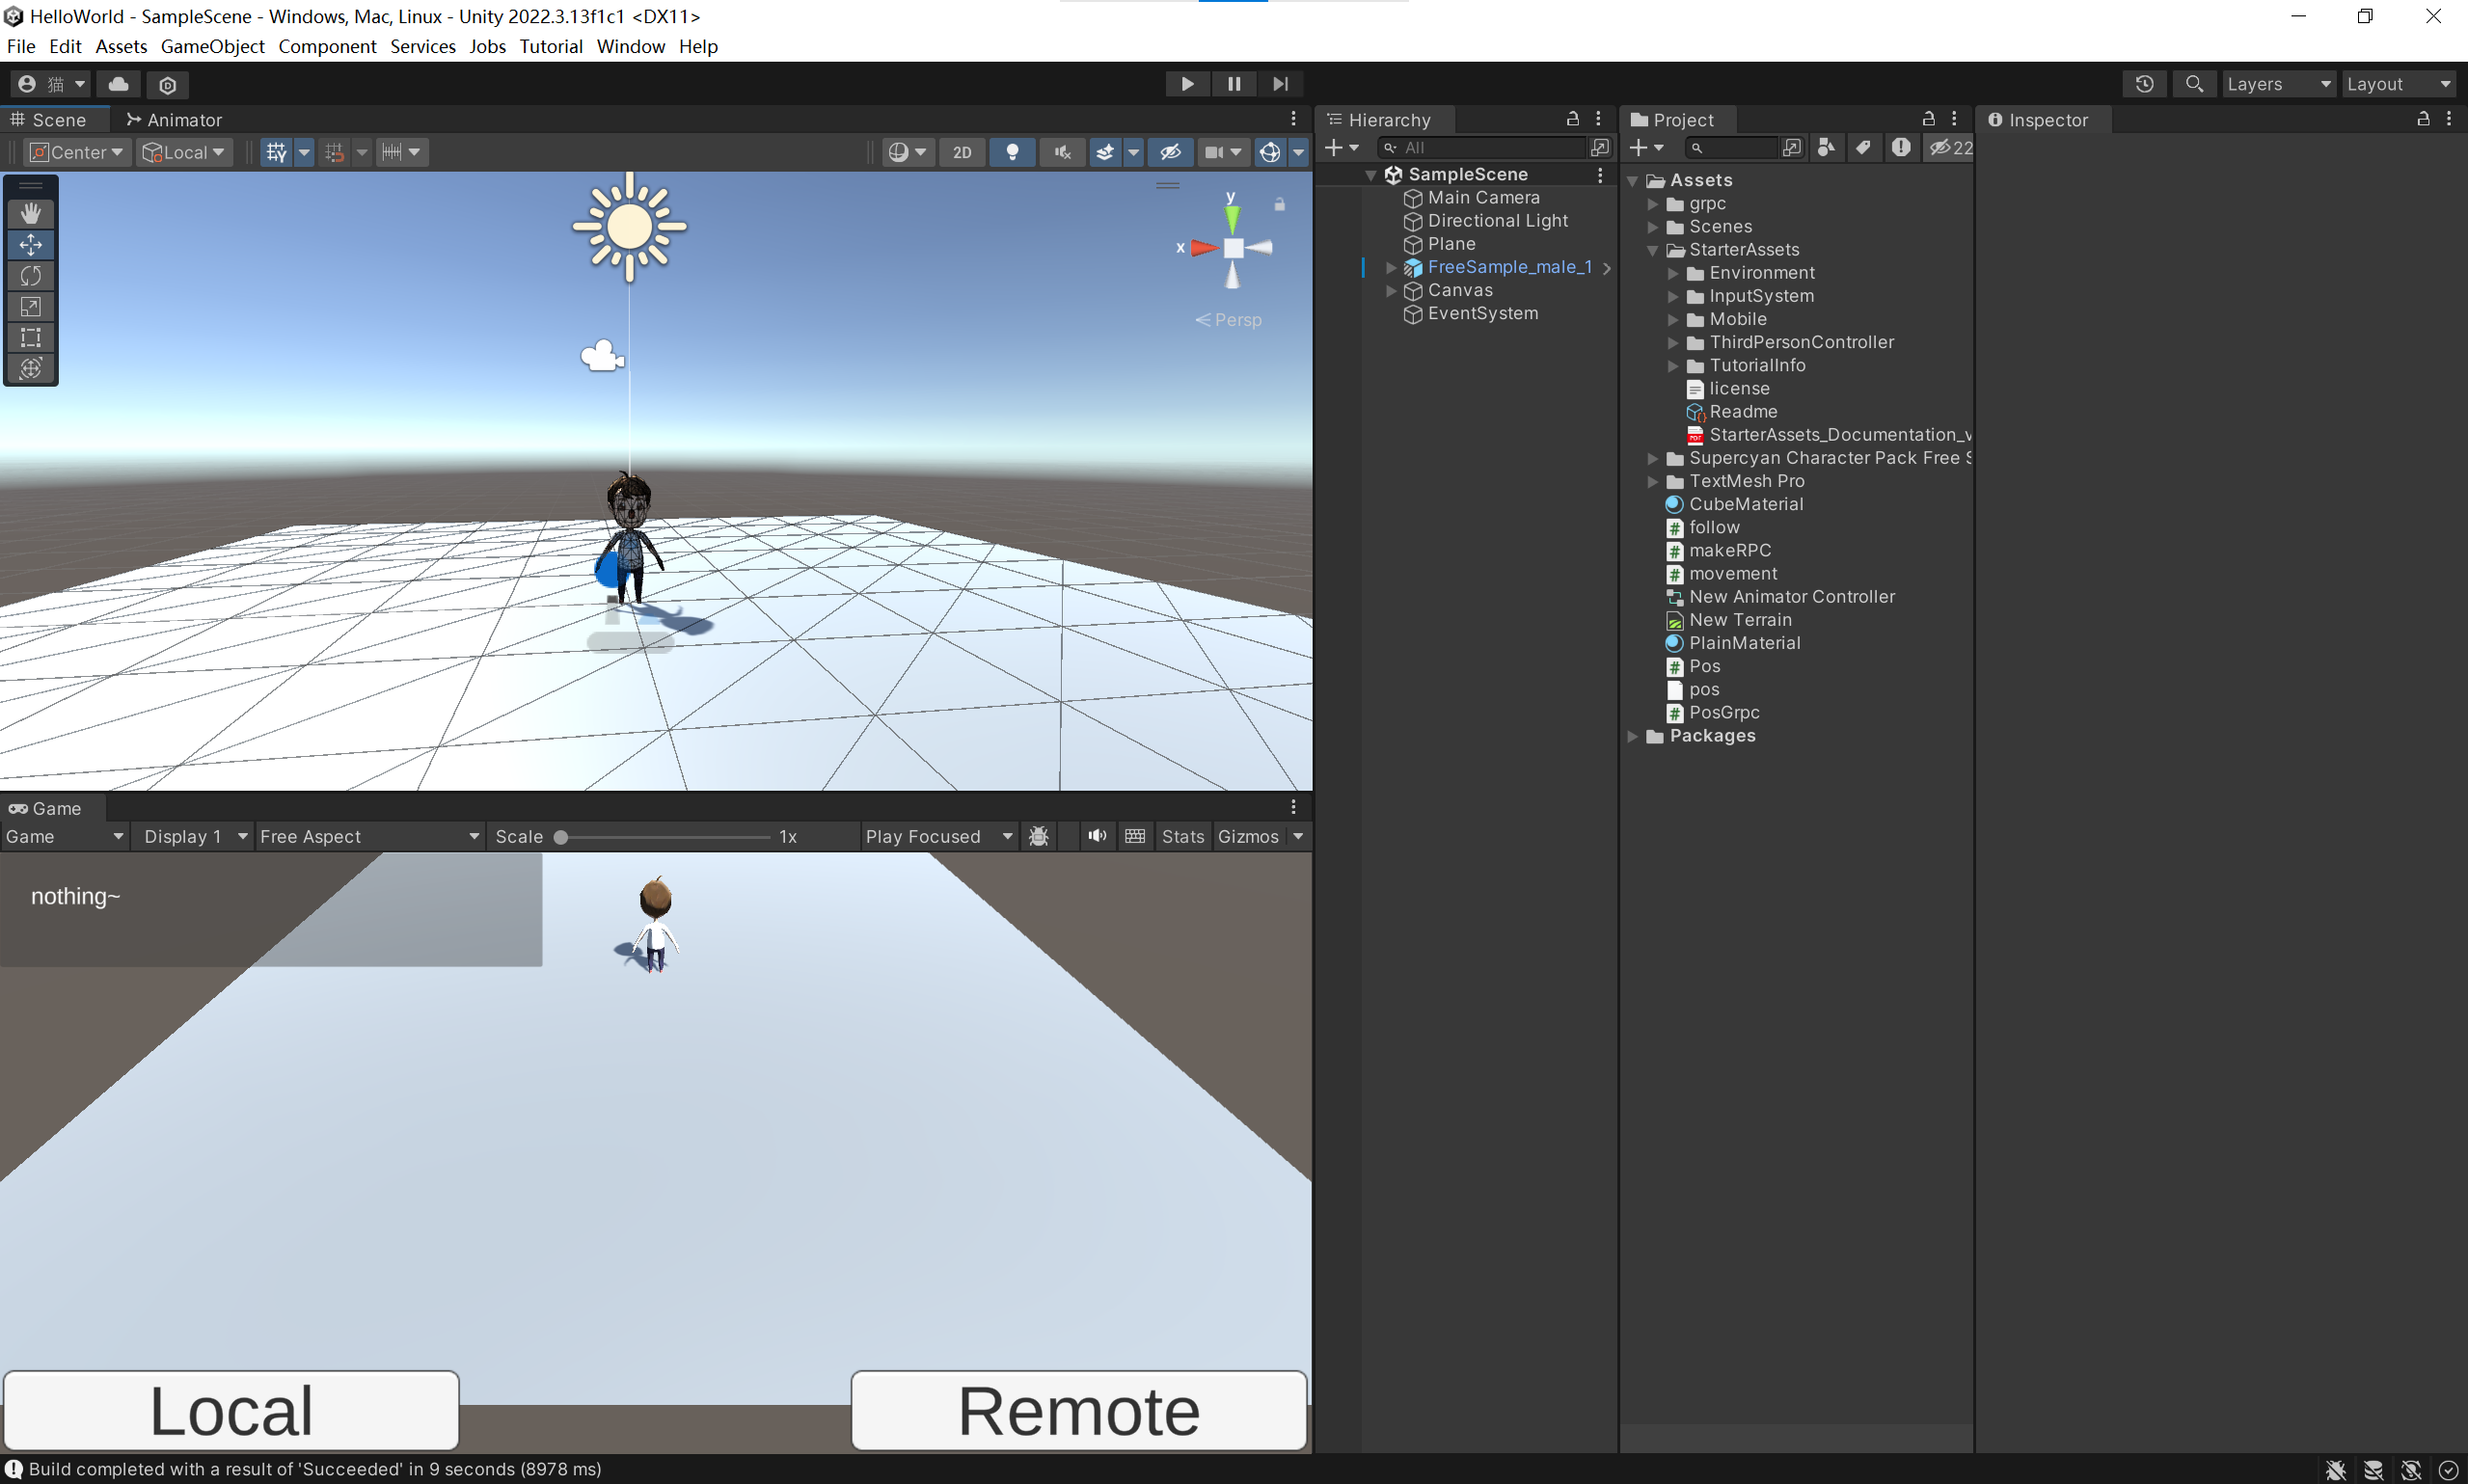 HelloWorld - SampleScene - Windows, Mac, Linux - Unity 2022.3.13f1c1 <DX11>
File Edit Assets GameObject Component Services Jobs Tutorial Window Help
猫
Layers
Layout
Scene
Animator
Center
Local
2D
y
x
Persp
Game
Game
Display 1
Free Aspect
Scale
1x
Play Focused
Stats
Gizmos
nothing~
Local
Remote
Hierarchy
All
SampleScene
Main Camera
Directional Light
Plane
FreeSample_male_1
Canvas
EventSystem
Project
22
Assets
grpc
Scenes
StarterAssets
Environment
InputSystem
Mobile
ThirdPersonController
TutorialInfo
license
Readme
StarterAssets_Documentation_v
Supercyan Character Pack Free S
TextMesh Pro
CubeMaterial
follow
makeRPC
movement
New Animator Controller
New Terrain
PlainMaterial
Pos
pos
PosGrpc
Packages
Inspector
Build completed with a result of 'Succeeded' in 9 seconds (8978 ms)